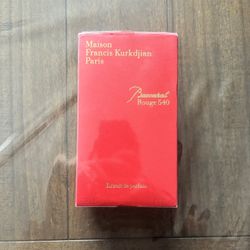 Maison
Francis Kurkdjian
Paris
Baccarat
Rouge 540
Extrait de parfum